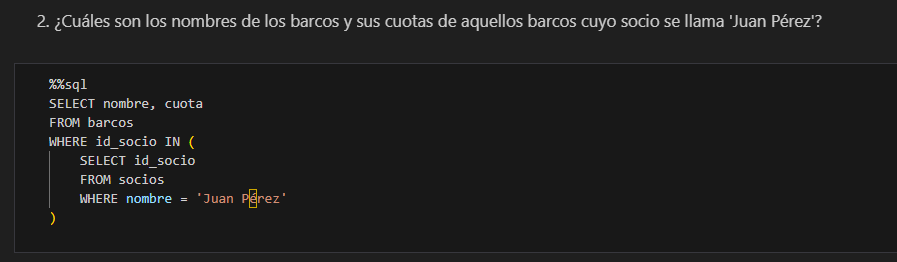 2. ¿Cuáles son los nombres de los barcos y sus cuotas de aquellos barcos cuyo socio se llama 'Juan Pérez'?
%%sql
SELECT nombre, cuota
FROM barcos
WHERE id_socio IN (
    SELECT id_socio
    FROM socios
    WHERE nombre = 'Juan Pérez'
)